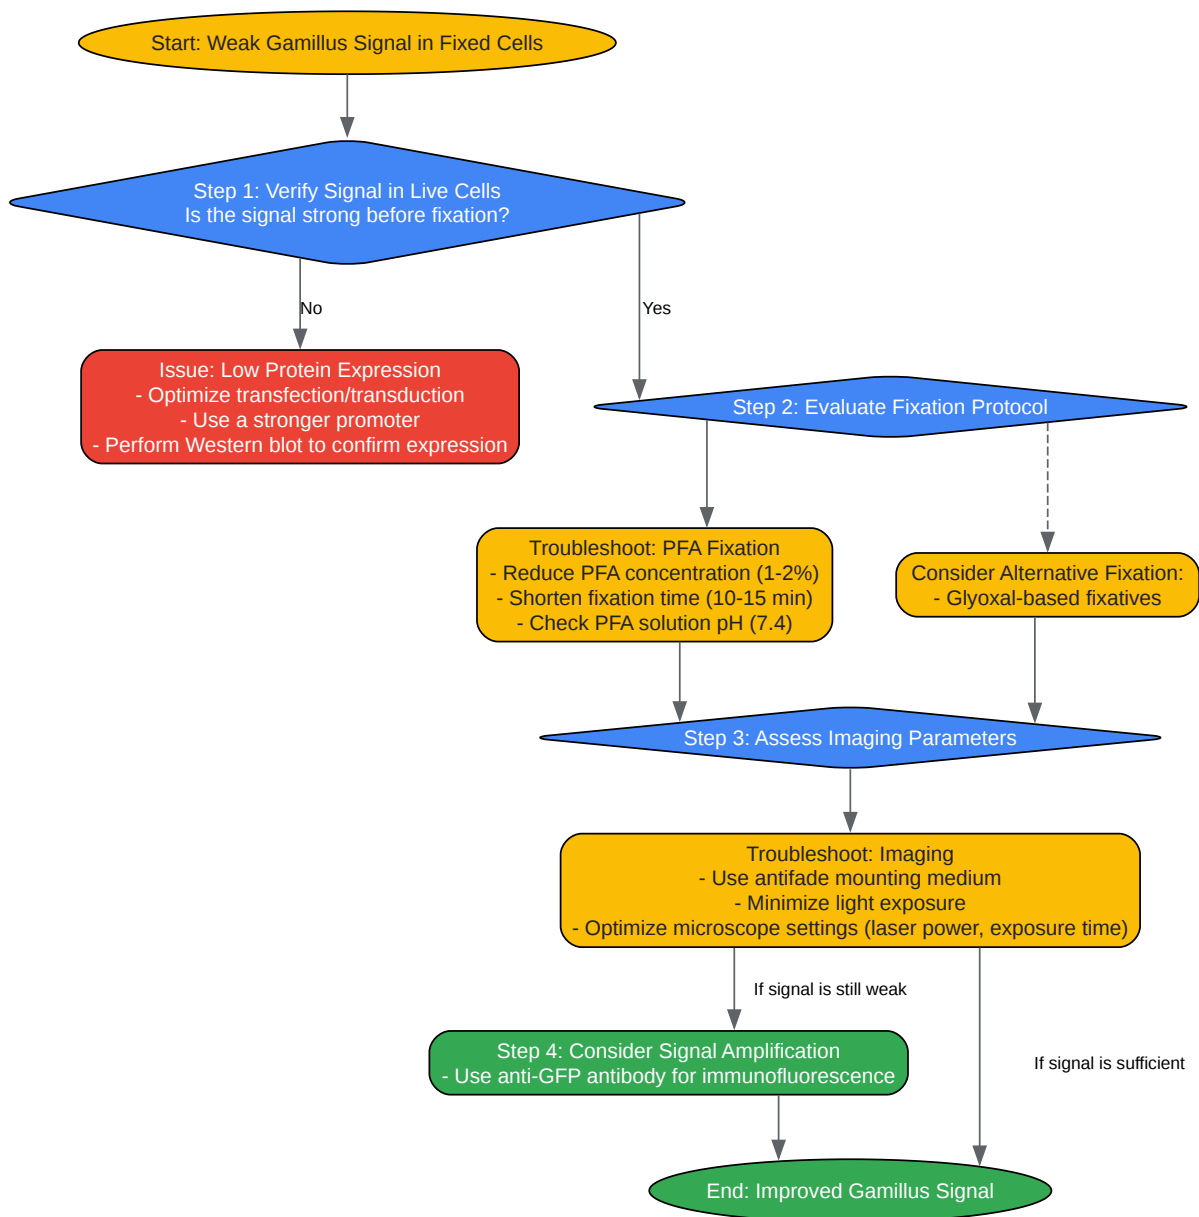 Start: Weak Gamillus Signal in Fixed Cells
Step 1: Verify Signal in Live Cells
Is the signal strong before fixation?
No
Yes
Issue: Low Protein Expression
- Optimize transfection/transduction
- Use a stronger promoter
- Perform Western blot to confirm expression
Step 2: Evaluate Fixation Protocol
Troubleshoot: PFA Fixation
- Reduce PFA concentration (1-2%)
- Shorten fixation time (10-15 min)
- Check PFA solution pH (7.4)
Consider Alternative Fixation:
- Glyoxal-based fixatives
Step 3: Assess Imaging Parameters
Troubleshoot: Imaging
- Use antifade mounting medium
- Minimize light exposure
- Optimize microscope settings (laser power, exposure time)
If signal is still weak
Step 4: Consider Signal Amplification
- Use anti-GFP antibody for immunofluorescence
If signal is sufficient
End: Improved Gamillus Signal